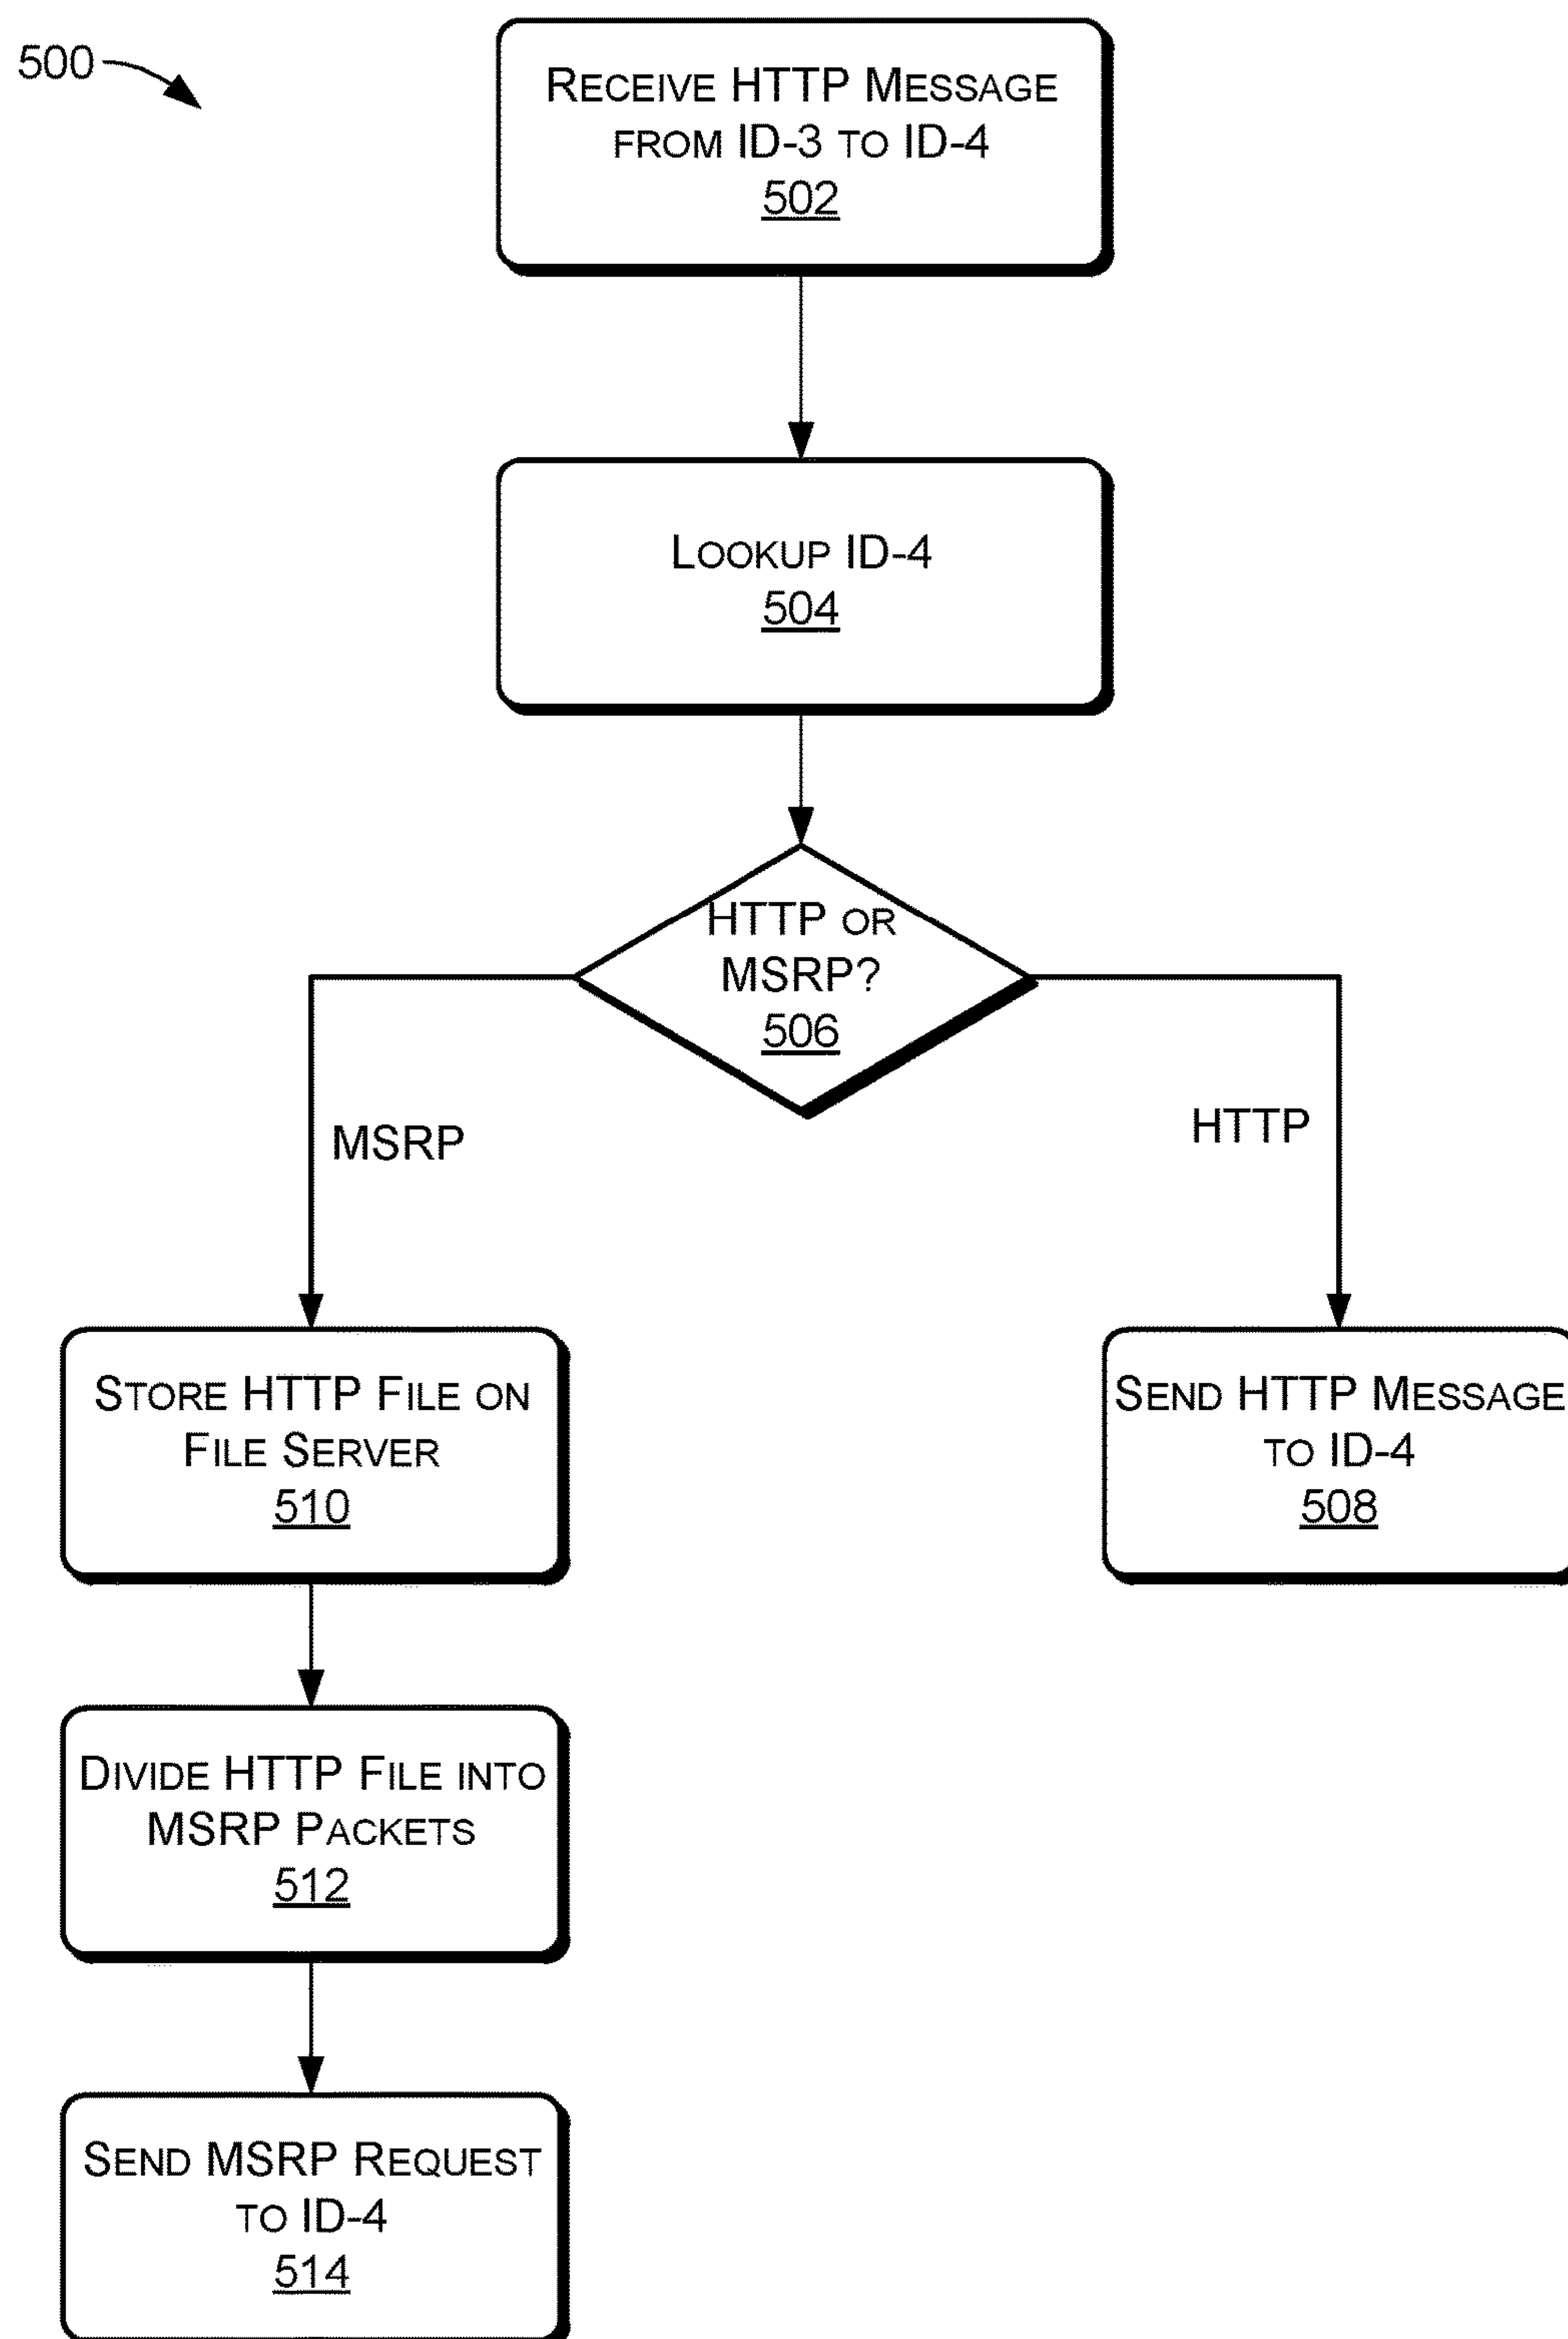 500
RECEIVE HTTP MESSAGE
FROM ID-3 TO ID-4
502
LOOKUP ID-4
504
HTTP OR
MSRP?
506
MSRP
HTTP
STORE HTTP FILE ON
FILE SERVER
510
SEND HTTP MESSAGE
TO ID-4
508
DIVIDE HTTP FILE INTO
MSRP PACKETS
512
SEND MSRP REQUEST
TO ID-4
514